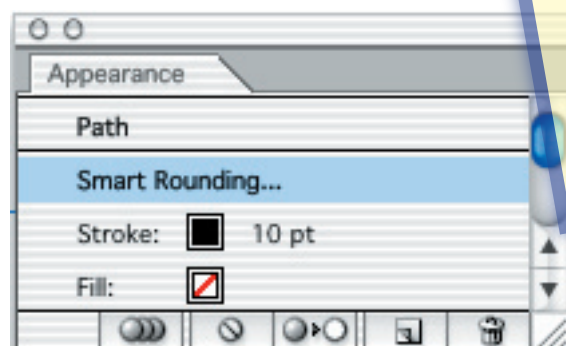 Appearance
Path
Smart Rounding...
Stroke: 10 pt
Fill: